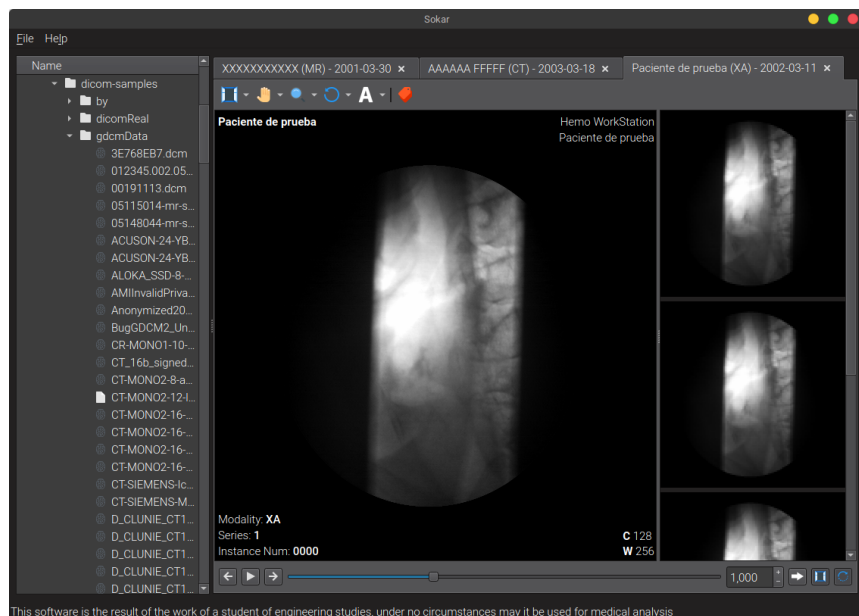 Sokar
File Help
Name
dicom-samples
by
dicomReal
gdcmData
3E768EB7.dcm
012345.002.05...
00191113.dcm
05115014-mr-s...
05148044-mr-s...
ACUSON-24-YB...
ACUSON-24-YB...
ALOKA_SSD-8-...
AMIInvalidPriva...
Anonymized20...
BugGDCM2_Un...
CR-MONO1-10-...
CT_16b_signed...
CT-MONO2-8-a...
CT-MONO2-12-l...
CT-MONO2-16-...
CT-MONO2-16-...
CT-MONO2-16-...
CT-MONO2-16-...
CT-SIEMENS-Ic...
CT-SIEMENS-M...
D_CLUNIE_CT1...
D_CLUNIE_CT1...
D_CLUNIE_CT1...
D_CLUNIE_CT1...
D_CLUNIE_CT1...
XXXXXXXXXXX (MR) - 2001-03-30 × AAAAAA FFFFF (CT) - 2003-03-18 × Paciente de prueba (XA) - 2002-03-11 ×
A
Paciente de prueba
Hemo WorkStation
Paciente de prueba
Modality: XA
Series: 1
Instance Num: 0000
C 128
W 256
1,000
This software is the result of the work of a student of engineering studies, under no circumstances may it be used for medical analysis